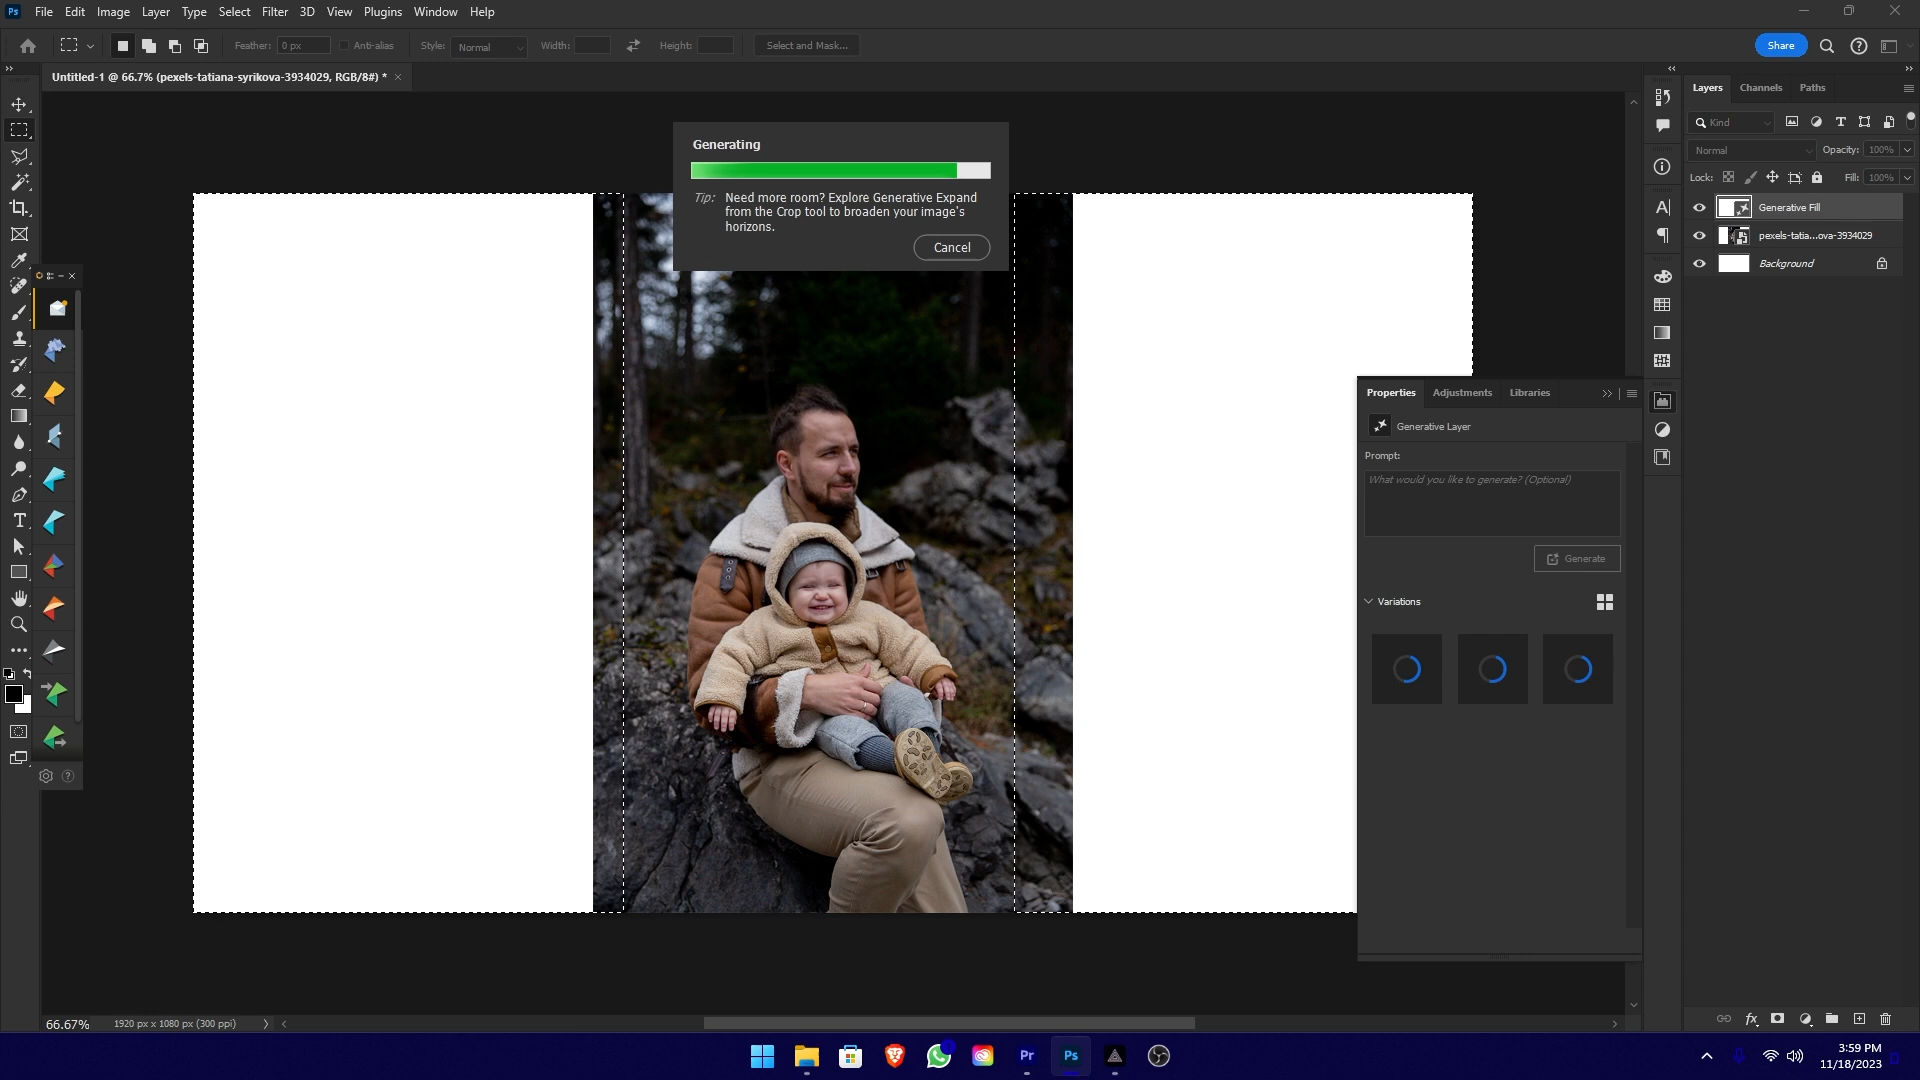 Ps File Edit Image Layer Type Select Filter 3D View Plugins Window Help
Feather: 0 px Anti-alias Style: Normal Width: Height: Select and Mask... Share
Untitled-1 @ 66.7% (pexels-tatiana-syrikova-3934029, RGB/8#) * ×
Layers Channels Paths
Kind
Normal Opacity: 100%
Lock: Fill: 100%
Generative Fill
pexels-tatia...ova-3934029
Background
Generating
Tip: Need more room? Explore Generative Expand
from the Crop tool to broaden your image's
horizons.
Cancel
Properties Adjustments Libraries
Generative Layer
Prompt:
What would you like to generate? (Optional)
Generate
Variations
66.67% 1920 px x 1080 px (300 ppi)
Pr Ps
3:59 PM
11/18/2023